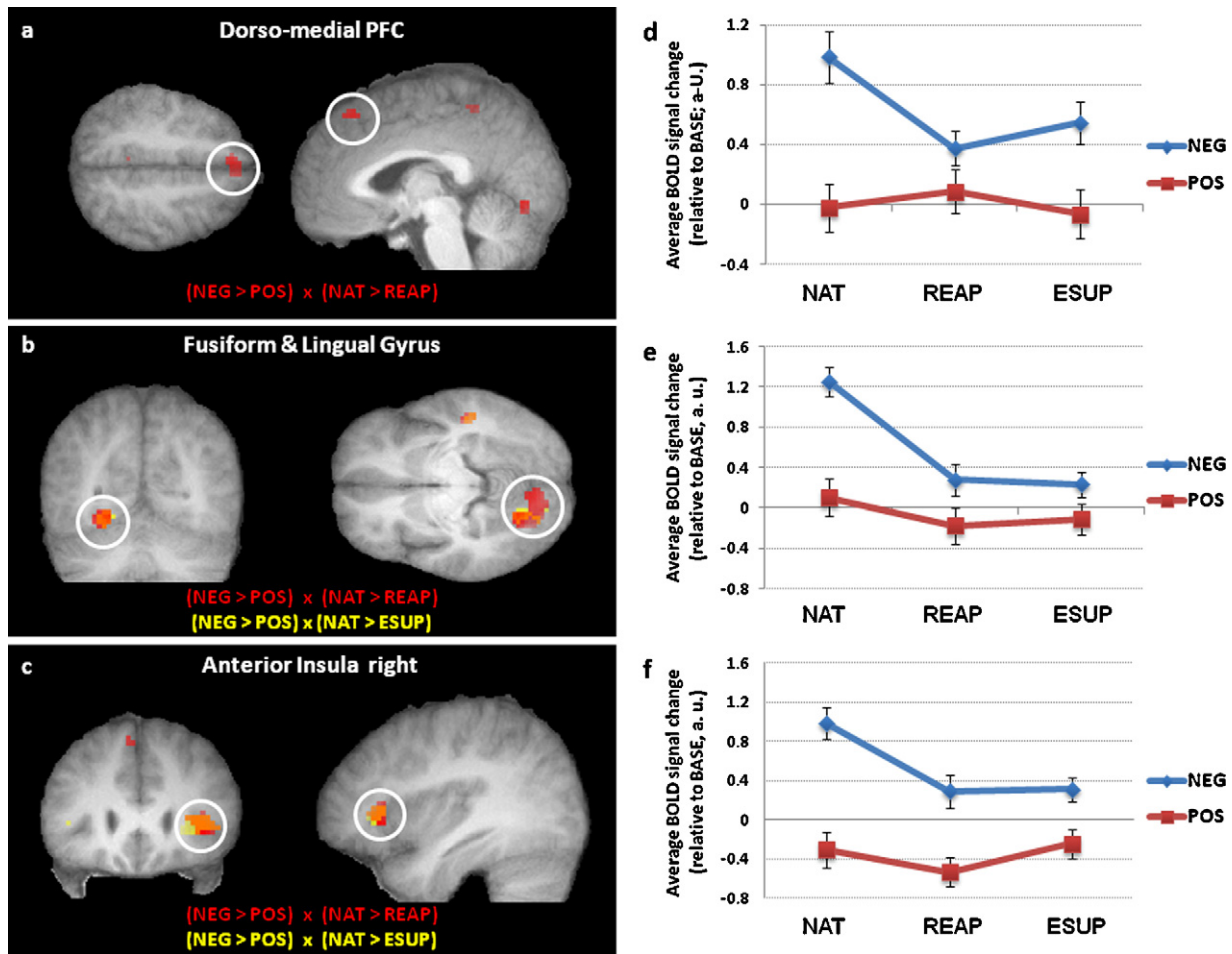 a
Dorso-medial PFC
(NEG > POS) x (NAT > REAP)
b
Fusiform & Lingual Gyrus
(NEG > POS) x (NAT > REAP)
(NEG > POS) x (NAT > ESUP)
c
Anterior Insula right
(NEG > POS) x (NAT > REAP)
(NEG > POS) x (NAT > ESUP)
d
Average BOLD signal change
(relative to BASE; a-U.)
1.2
0.8
0.4
0
-0.4
NAT REAP ESUP
NEG
POS
e
Average BOLD signal change
(relative to BASE, a. u.)
1.6
1.2
0.8
0.4
0
-0.4
-0.8
NAT REAP ESUP
NEG
POS
f
Average BOLD signal change
(relative to BASE, a. u.)
1.6
1.2
0.8
0.4
0
-0.4
-0.8
NAT REAP ESUP
NEG
POS